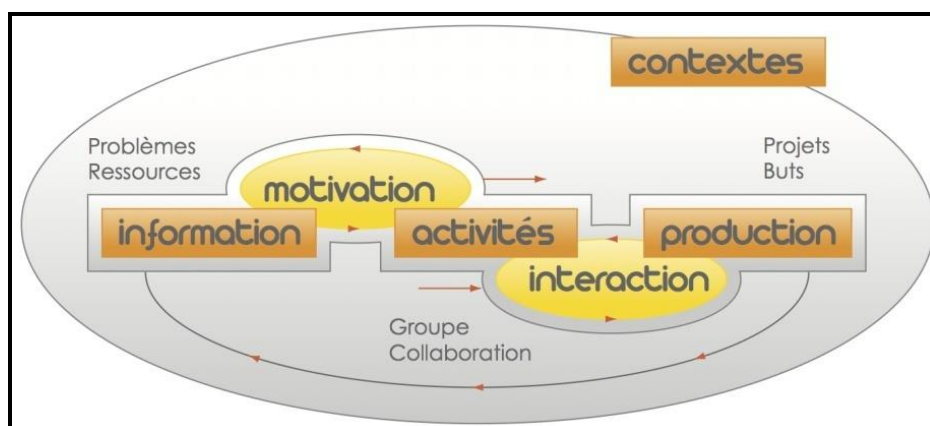 contextes
Problèmes
Ressources
Projets
Buts
motivation
information
activités
production
interaction
Groupe
Collaboration